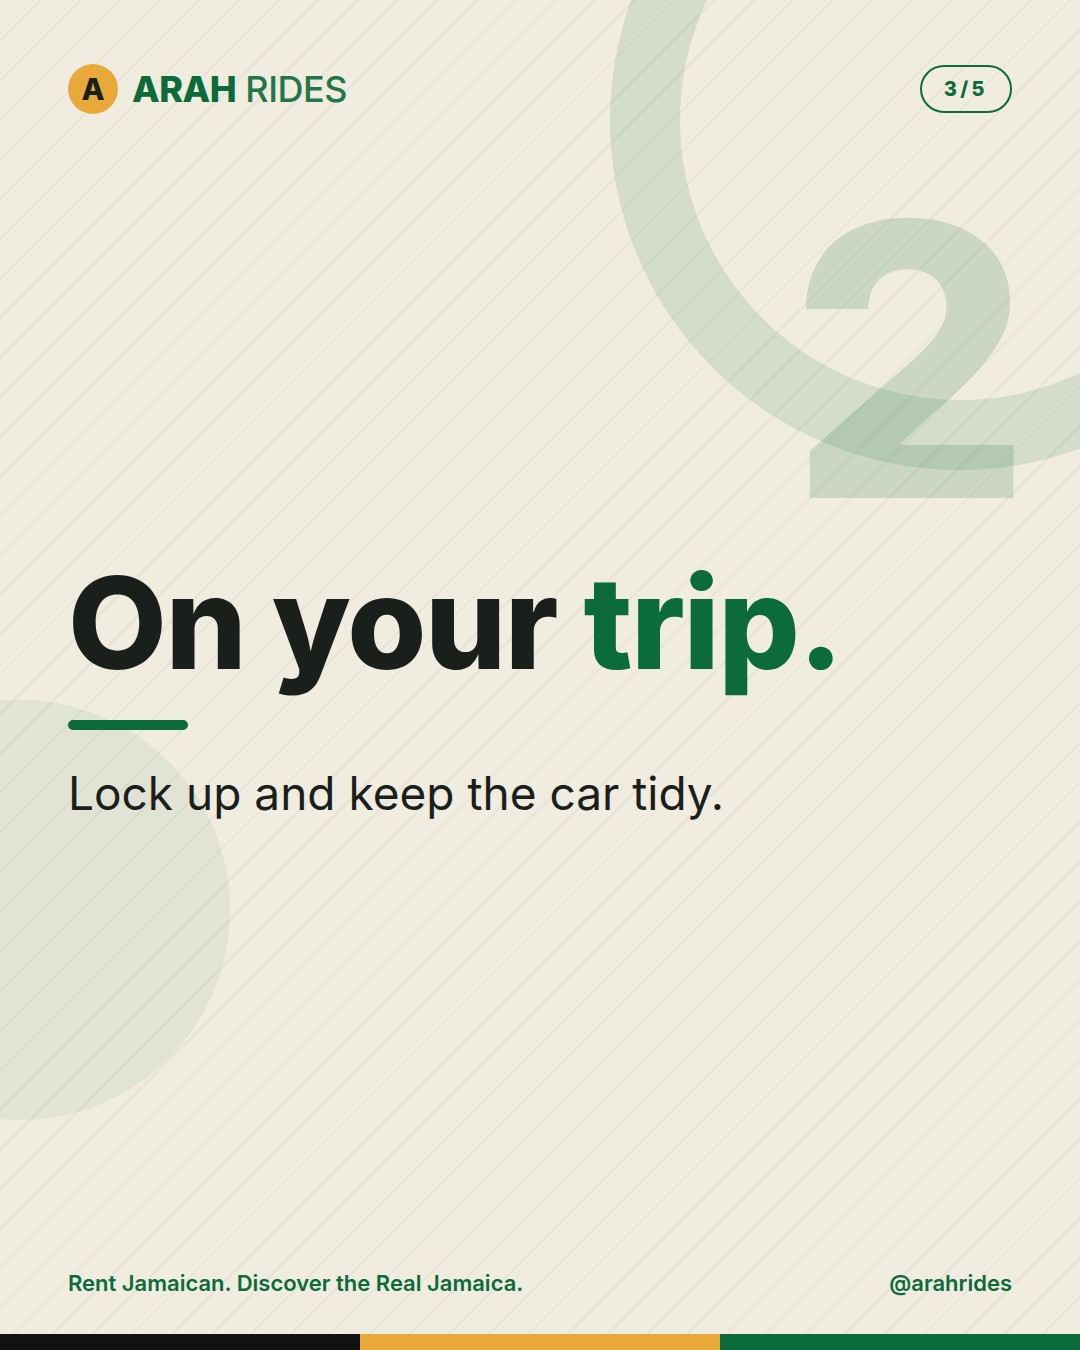 A ARAH RIDES
3/5
2
On your trip.
Lock up and keep the car tidy.
Rent Jamaican. Discover the Real Jamaica.
@arahrides